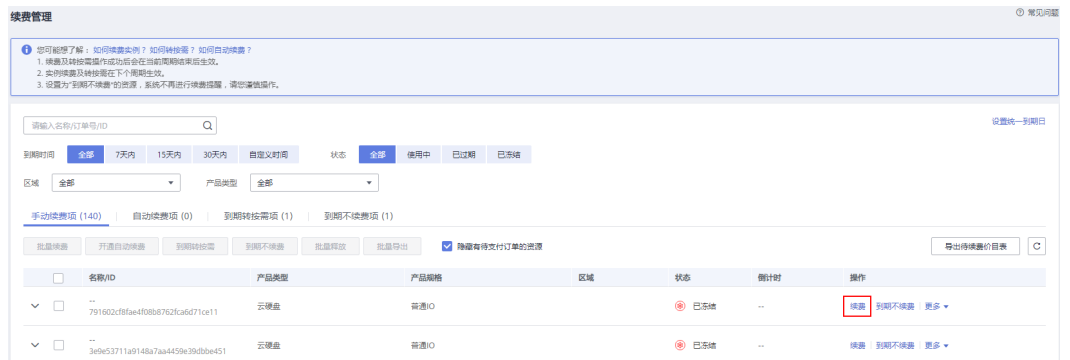 续费管理
常见问题
您可能想了解：如何续费实例？如何转按需？如何自动续费？
1. 续费及转按需操作成功后会在当前周期结束后生效。
2. 实例续费及转按需在下个周期生效。
3. 设置为"到期不续费"的资源，系统不再进行续费提醒，请您谨慎操作。
请输入名称/订单号/ID
设置统一到期日
到期时间 全部 7天内 15天内 30天内 自定义时间 状态 全部 使用中 已过期 已冻结
区域 全部 产品类型 全部
手动续费项 (140) 自动续费项 (0) 到期转按需项 (1) 到期不续费项 (1)
批量续费 开通自动续费 到期转按需 到期不续费 批量释放 批量导出 隐藏有待支付订单的资源 导出待续费价目表
名称/ID 产品类型 产品规格 区域 状态 倒计时 操作
-- 云硬盘 普通IO 已冻结 -- 续费 到期不续费 更多
791602cf8fae4f08b8762fca6d71ce11
-- 云硬盘 普通IO 已冻结 -- 续费 到期不续费 更多
3e9e53711a9148a7aa4459e39dbbe451